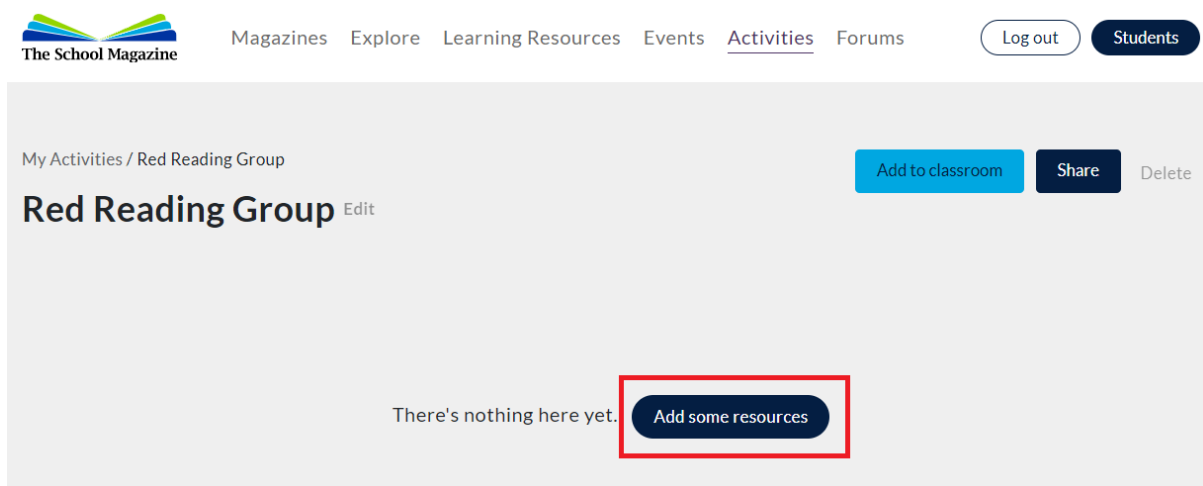 The School Magazine
Magazines Explore Learning Resources Events Activities Forums Log out Students
My Activities / Red Reading Group
Add to classroom Share Delete
Red Reading Group Edit
There's nothing here yet. Add some resources